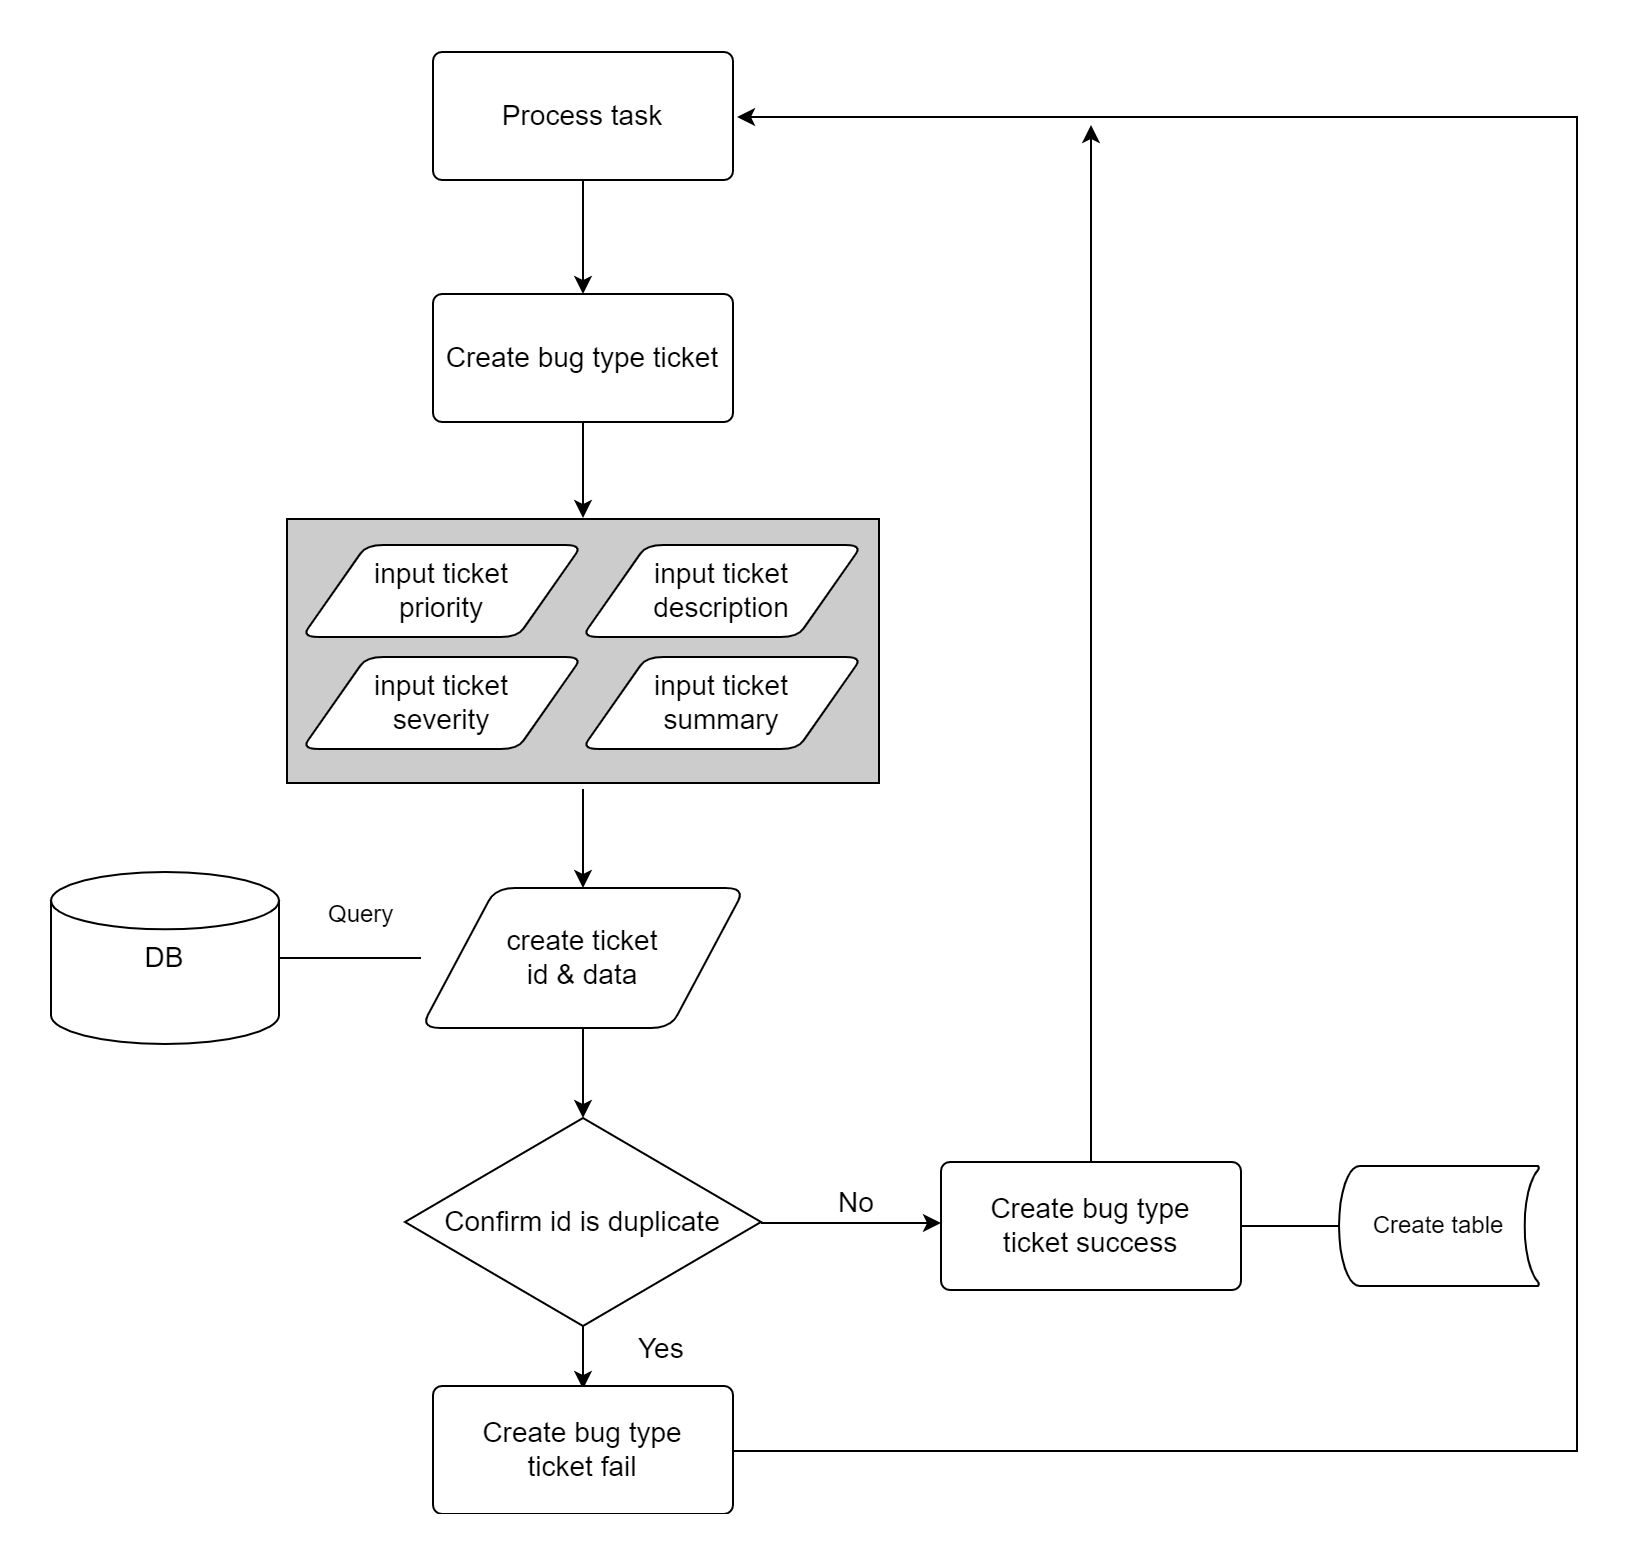 Process task
Create bug type ticket
input ticket
priority
input ticket
description
input ticket
severity
input ticket
summary
DB
Query
create ticket
id & data
Confirm id is duplicate
No
Create bug type
ticket success
Create table
Yes
Create bug type
ticket fail